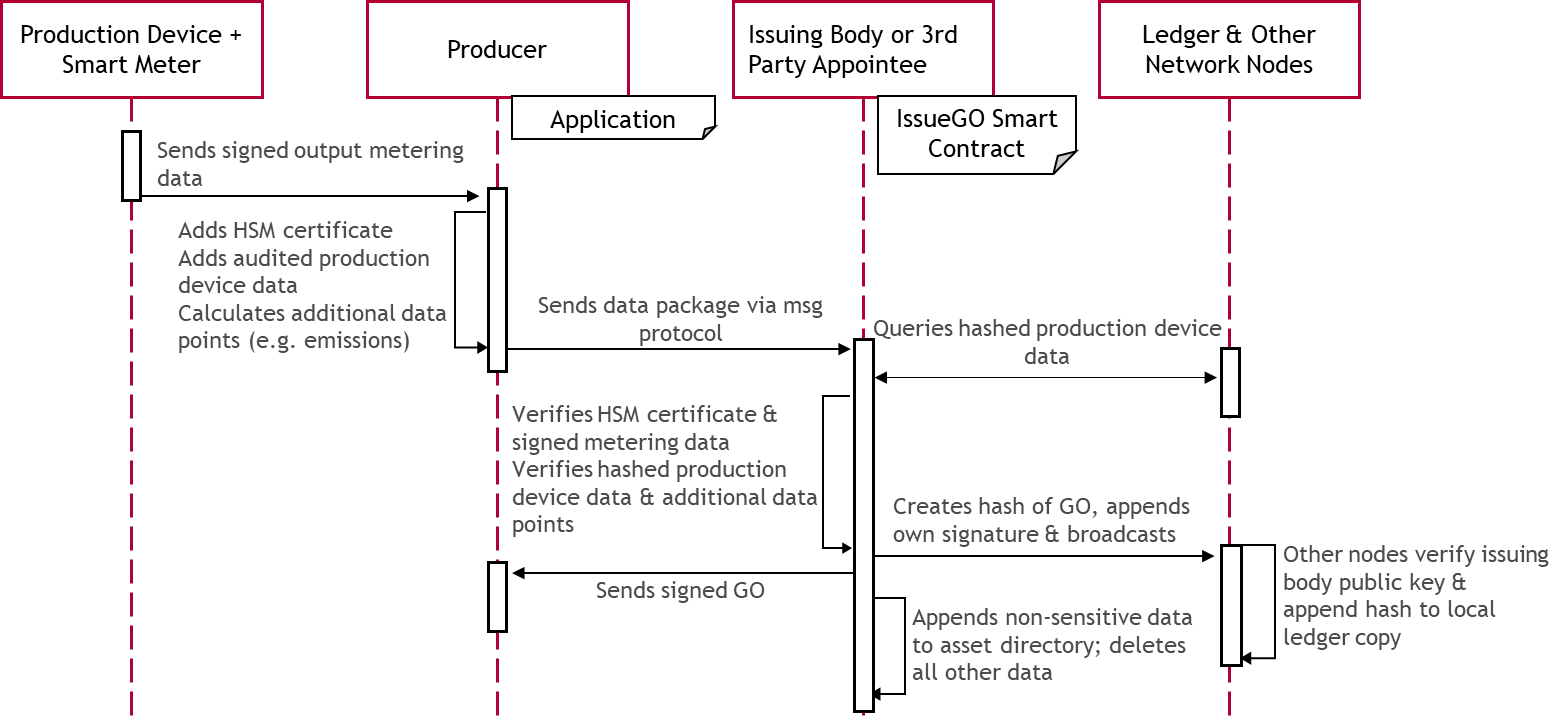 Production Device +
Smart Meter
Producer
Issuing Body or 3rd
Party Appointee
Ledger & Other
Network Nodes
Application
IssueGO Smart
Contract
Sends signed output metering
data
Adds HSM certificate
Adds audited production
device data
Calculates additional data
points (e.g. emissions)
Sends data package via msg
protocol
Queries hashed production device
data
Verifies HSM certificate &
signed metering data
Verifies hashed production
device data & additional data
points
Creates hash of GO, appends
own signature & broadcasts
Other nodes verify issuing
body public key &
append hash to local
ledger copy
Sends signed GO
Appends non-sensitive data
to asset directory; deletes
all other data